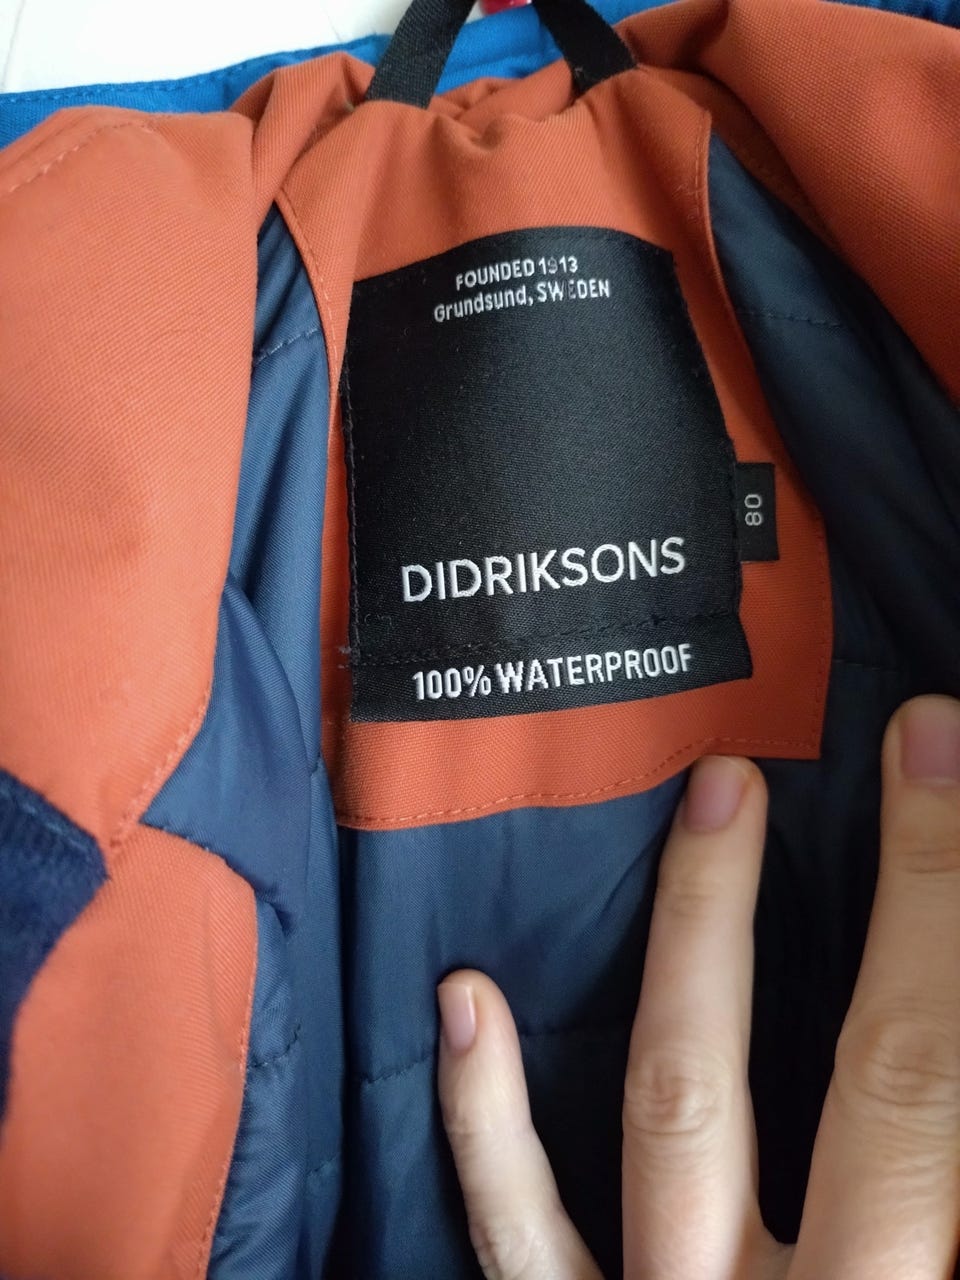 FOUNDED 1913
Grundsund, SWEDEN
80
DIDRIKSONS
100% WATERPROOF